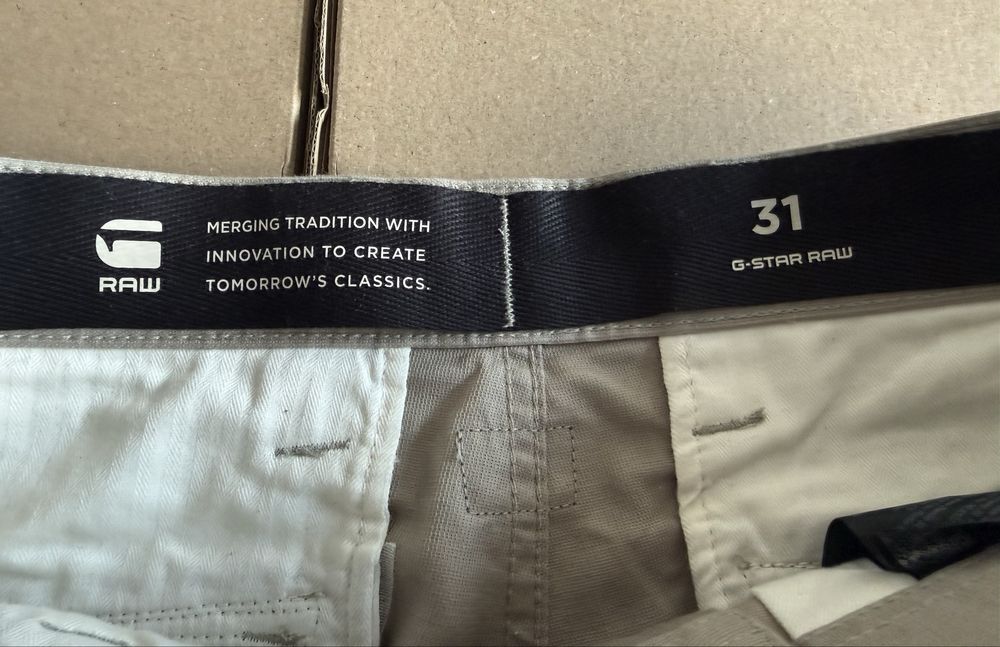 RAW
MERGING TRADITION WITH
INNOVATION TO CREATE
TOMORROW'S CLASSICS.
31
G-STAR RAW